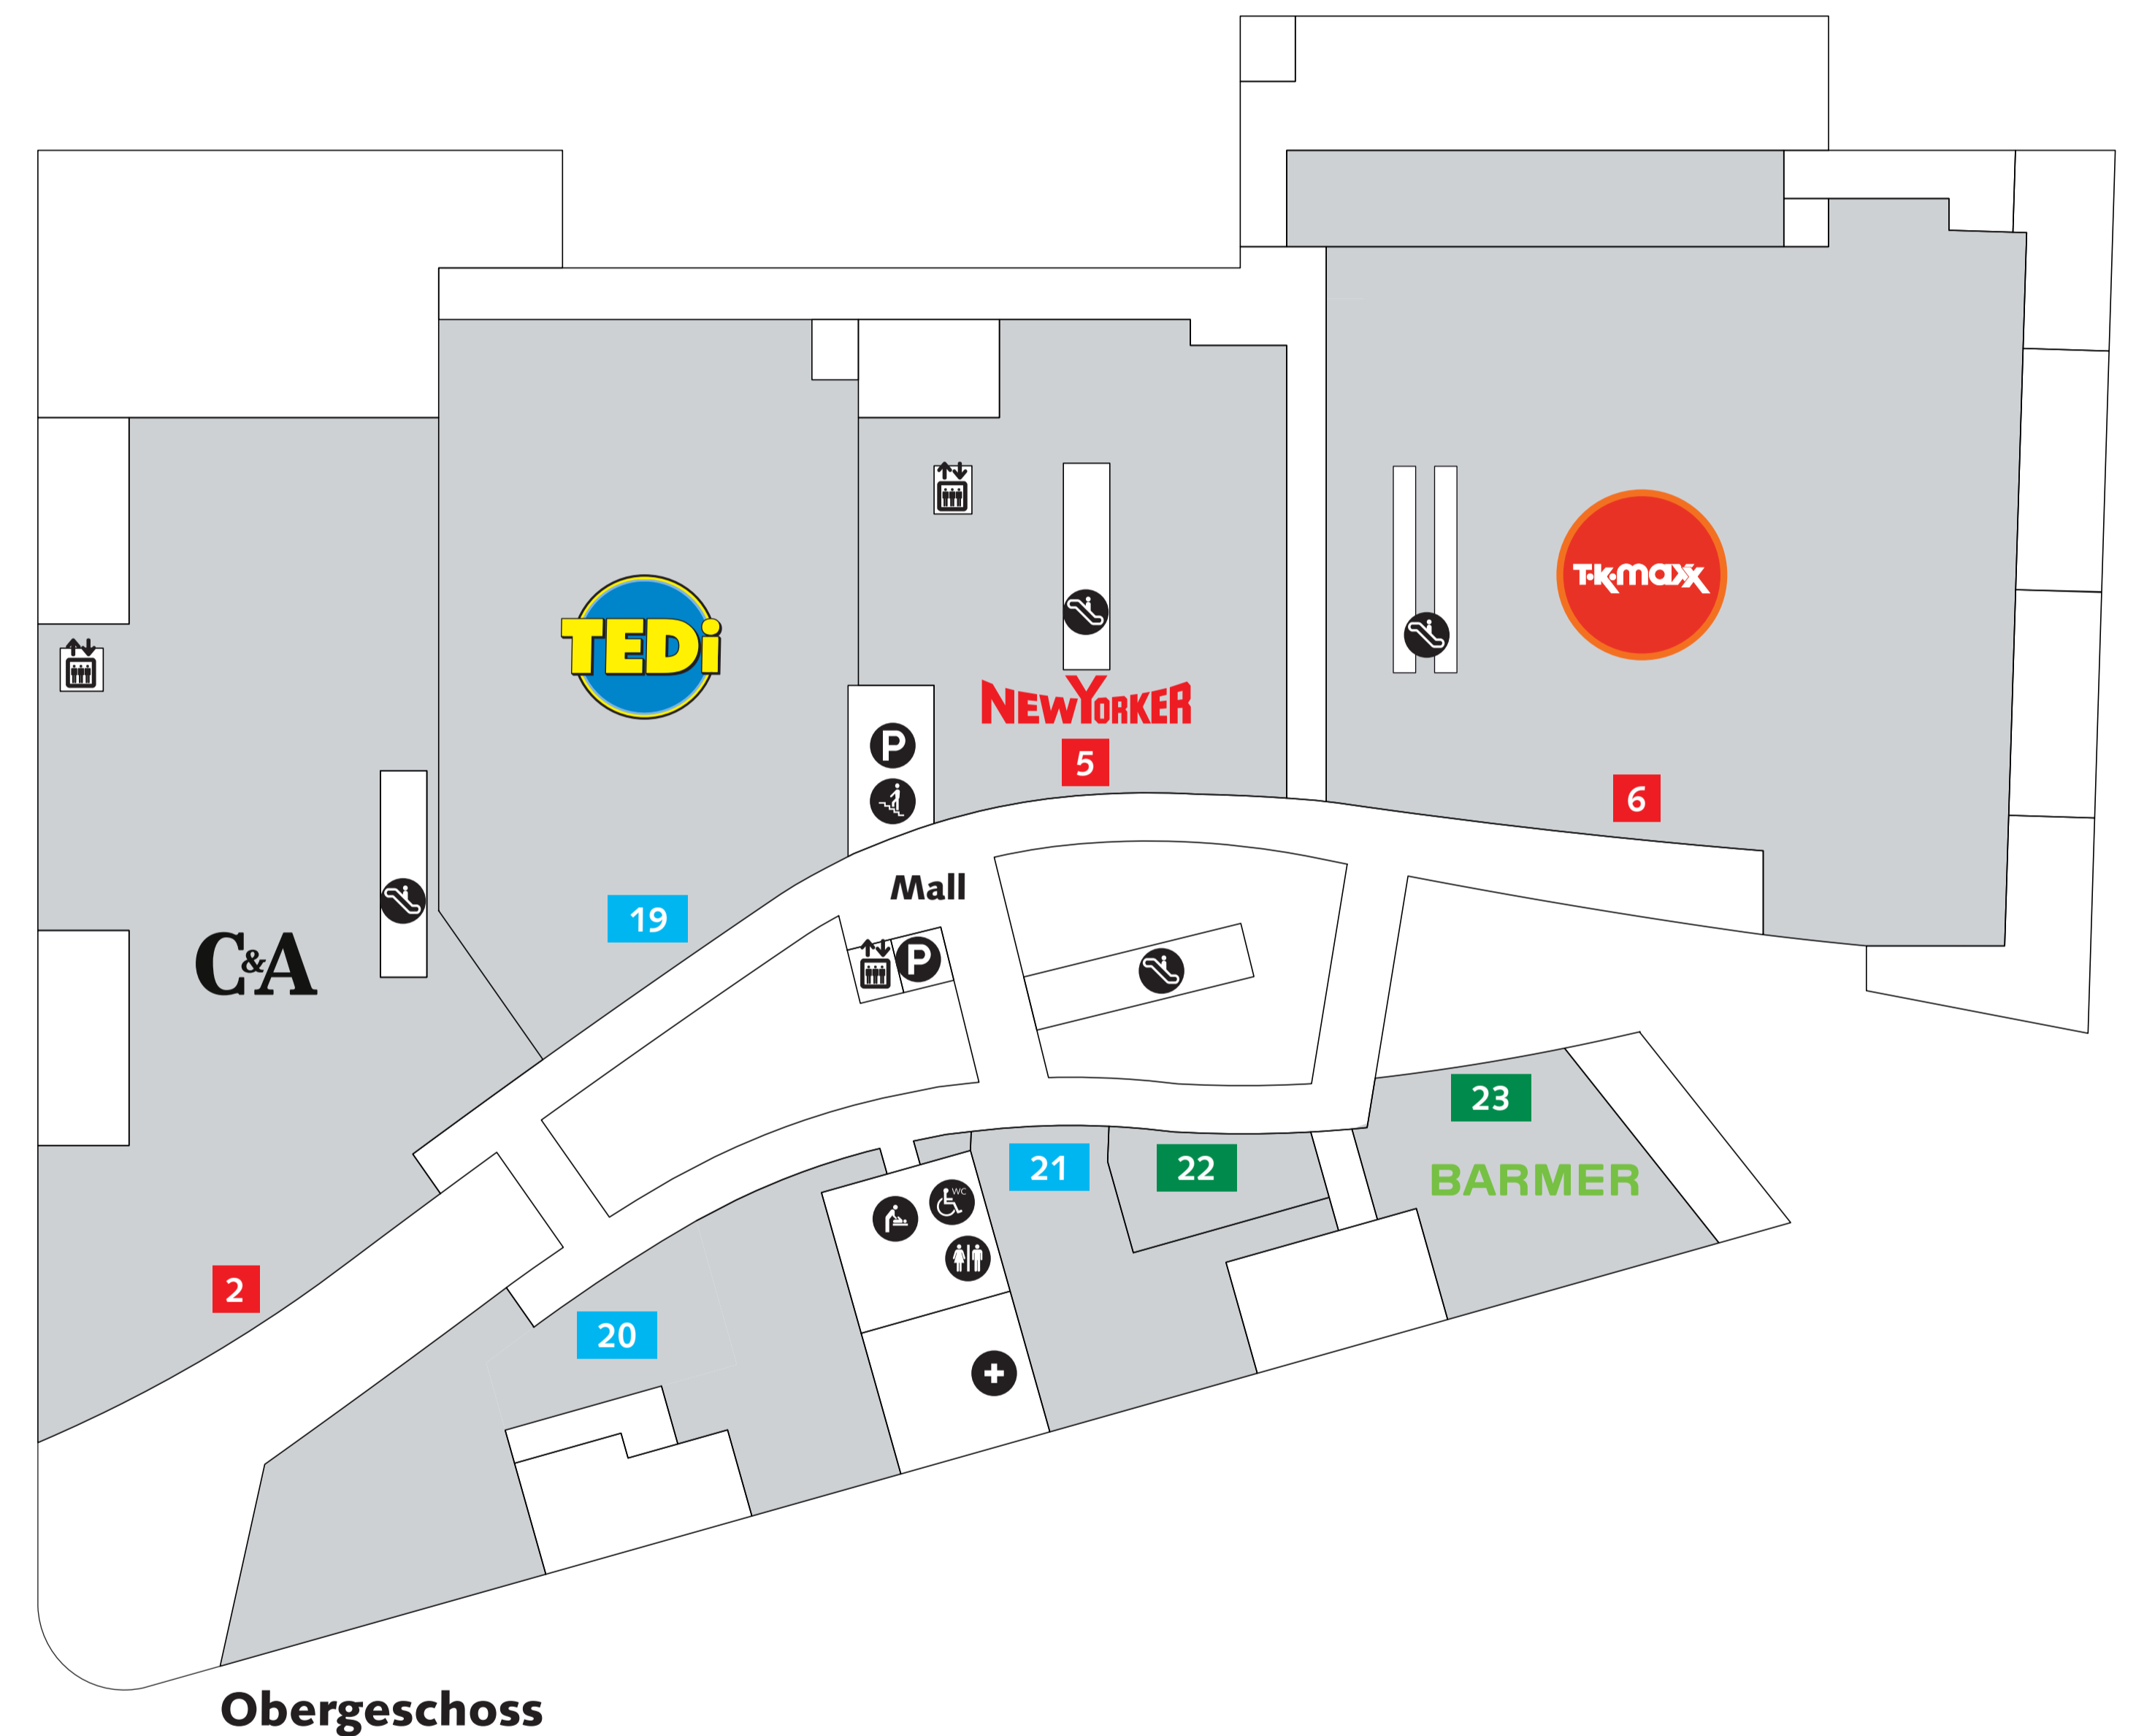 TEDi
T.K.maxx
NEWYORKER
P
5
6
19
Mall
C&A
P
23
22
21
WC
BARMER
2
20
Obergeschoss